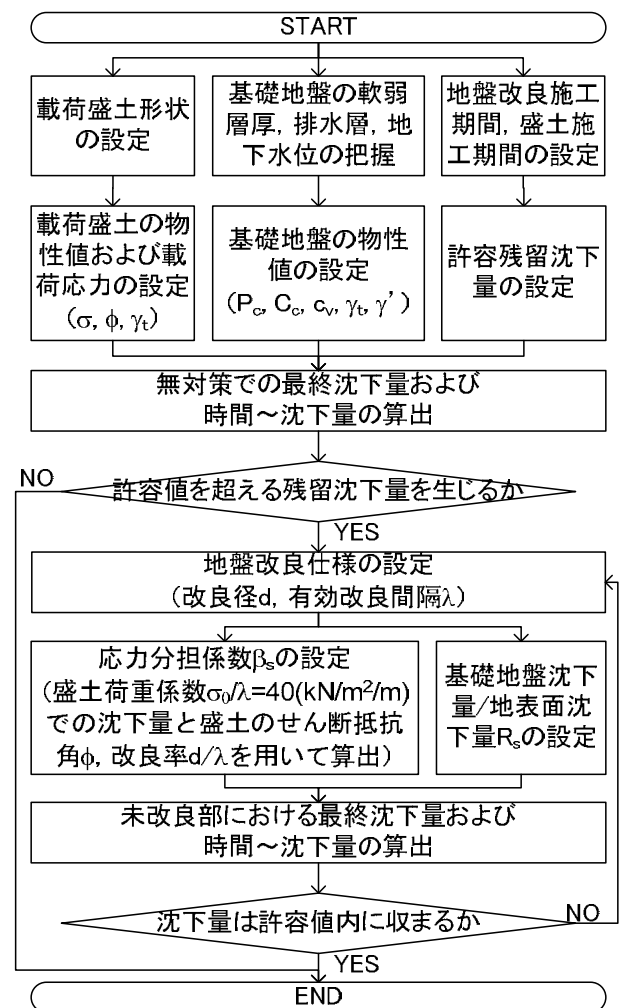 START
載荷盛土形状
の設定
基礎地盤の軟弱
層厚, 排水層, 地
下水位の把握
地盤改良施工
期間, 盛土施
工期間の設定
載荷盛土の物
性値および載
荷応力の設定
(σ, φ, γt)
基礎地盤の物性
値の設定
(Pc, Cc, cv, γt, γ')
許容残留沈下
量の設定
無対策での最終沈下量および
時間～沈下量の算出
許容値を超える残留沈下量を生じるか
NO
YES
地盤改良仕様の設定
(改良径d, 有効改良間隔λ)
応力分担係数βsの設定
(盛土荷重係数σ0/λ=40(kN/m²/m)
での沈下量と盛土のせん断抵抗
角φ, 改良率d/λを用いて算出)
基礎地盤沈下
量/地表面沈
下量Rsの設定
未改良部における最終沈下量および
時間～沈下量の算出
沈下量は許容値内に収まるか
NO
YES
END